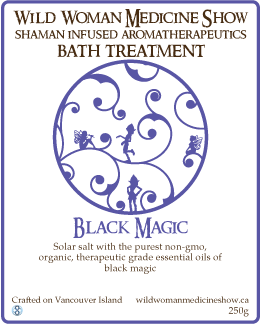 Wild Woman Medicine Show
shaman infused aromatherapeutics
bath treatment
Black Magic
Solar salt with the purest non-gmo,
organic, therapeutic grade essential oils of
black magic
Crafted on Vancouver Island wildwomanmedicineshow.ca
250g